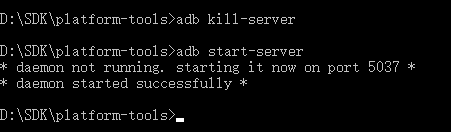 D:\SDK\platform-tools>adb kill-server
D:\SDK\platform-tools>adb start-server
* daemon not running. starting it now on port 5037 *
* daemon started successfully *
D:\SDK\platform-tools>